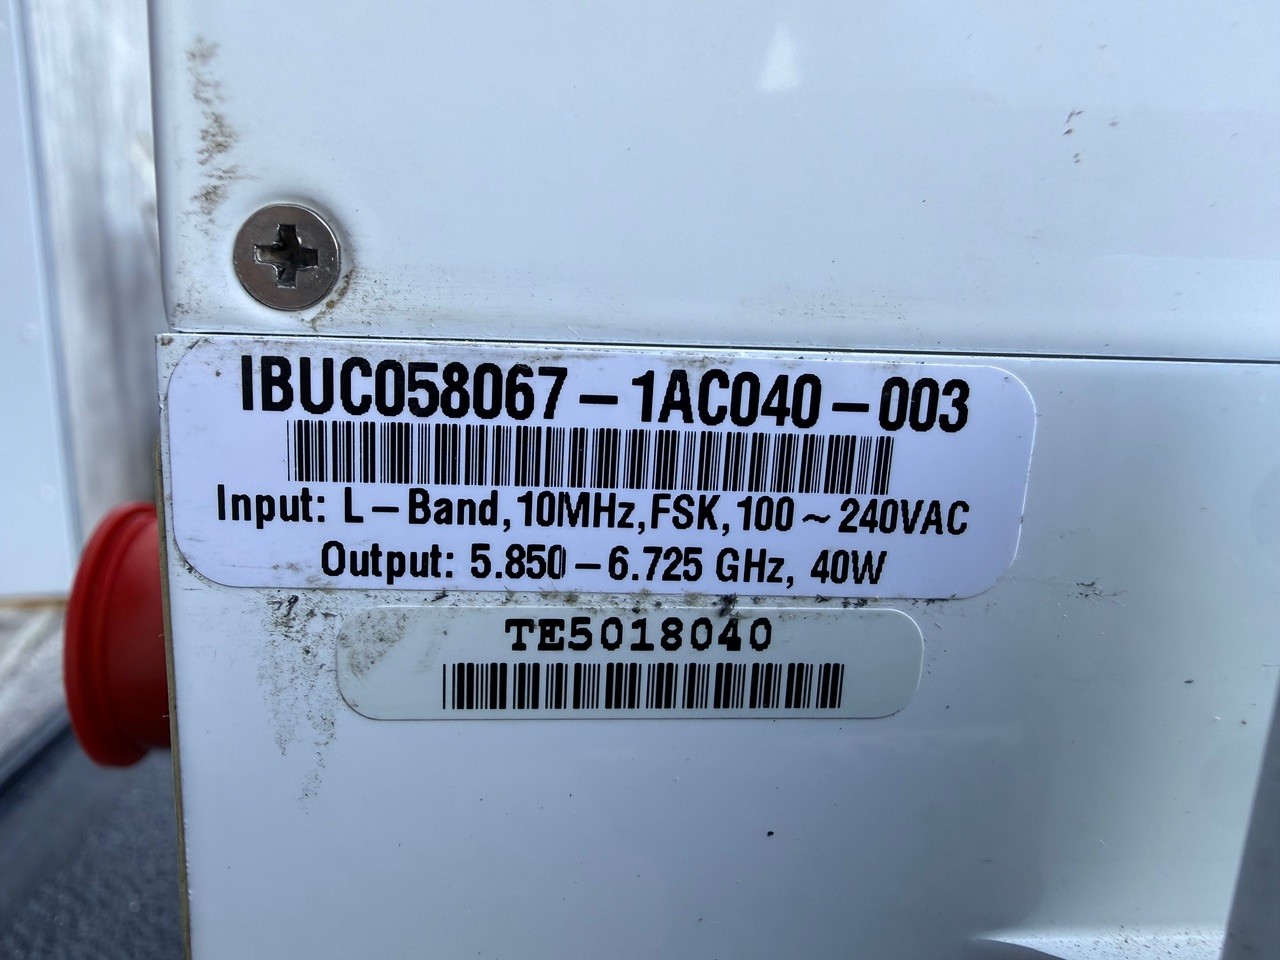 IBUC058067-1AC040-003
Input: L-Band, 10MHz, FSK, 100~240VAC
Output: 5.850-6.725 GHz, 40W
TE5018040